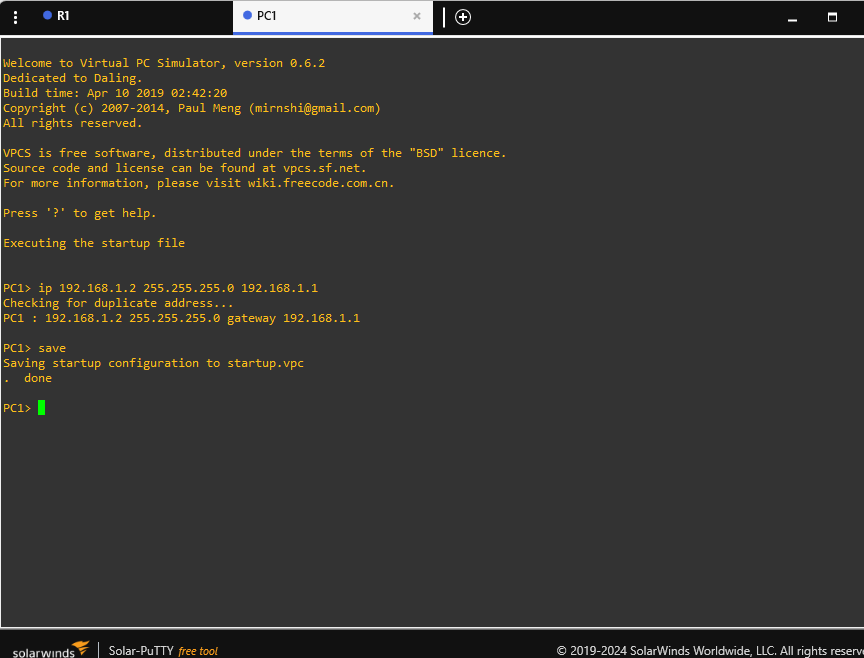 R1
PC1
Welcome to Virtual PC Simulator, version 0.6.2
Dedicated to Daling.
Build time: Apr 10 2019 02:42:20
Copyright (c) 2007-2014, Paul Meng (mirnshi@gmail.com)
All rights reserved.
VPCS is free software, distributed under the terms of the "BSD" licence.
Source code and license can be found at vpcs.sf.net.
For more information, please visit wiki.freecode.com.cn.
Press '?' to get help.
Executing the startup file
PC1> ip 192.168.1.2 255.255.255.0 192.168.1.1
Checking for duplicate address...
PC1 : 192.168.1.2 255.255.255.0 gateway 192.168.1.1
PC1> save
Saving startup configuration to startup.vpc
.  done
PC1>
solarwinds Solar-PuTTY free tool © 2019-2024 SolarWinds Worldwide, LLC. All rights reserv